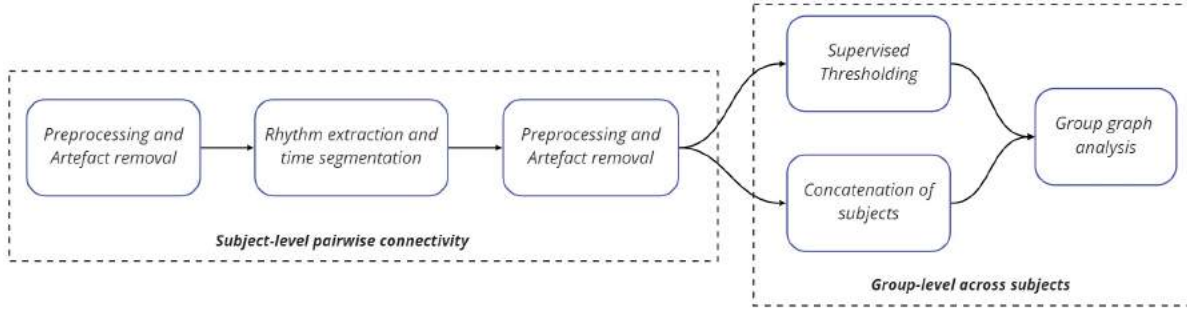 Preprocessing and
Artefact removal
Rhythm extraction and
time segmentation
Preprocessing and
Artefact removal
Subject-level pairwise connectivity
Supervised
Thresholding
Concatenation of
subjects
Group graph
analysis
Group-level across subjects